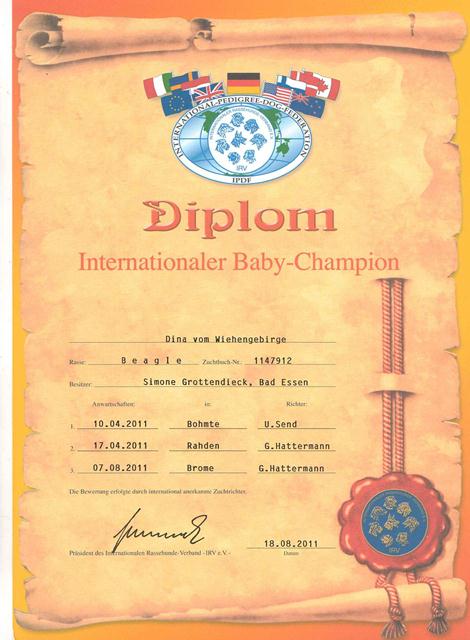 INTERNATIONAL-PEDIGREE-DOG-FEDERATION
IRV
IPDF
Diplom
Internationaler Baby-Champion
Dina vom Wiehengebirge
Rasse: Beagle Zuchtbuch-Nr.: 1147912
Besitzer: Simone Grottendieck, Bad Essen
Anwartschaften: in: Richter:
1. 10.04.2011 Bohmte U.Send
2. 17.04.2011 Rahden G.Hattermann
3. 07.08.2011 Brome G.Hattermann
Die Bewertung erfolgte durch international anerkannte Zuchtrichter.
18.08.2011
Präsident des Internationalen Rassehunde-Verband - IRV e.V. - Datum
IRV